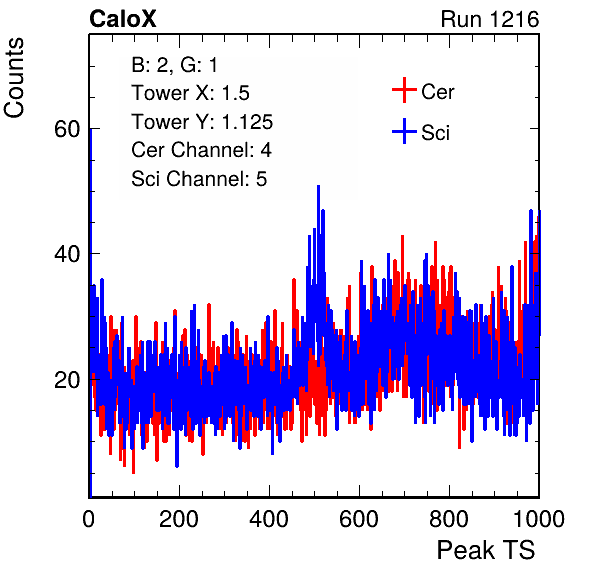 CaloX Run 1216
Counts
B: 2, G: 1
Tower X: 1.5
Tower Y: 1.125
Cer Channel: 4
Sci Channel: 5
Cer
Sci
60
40
20
0 200 400 600 800 1000
Peak TS